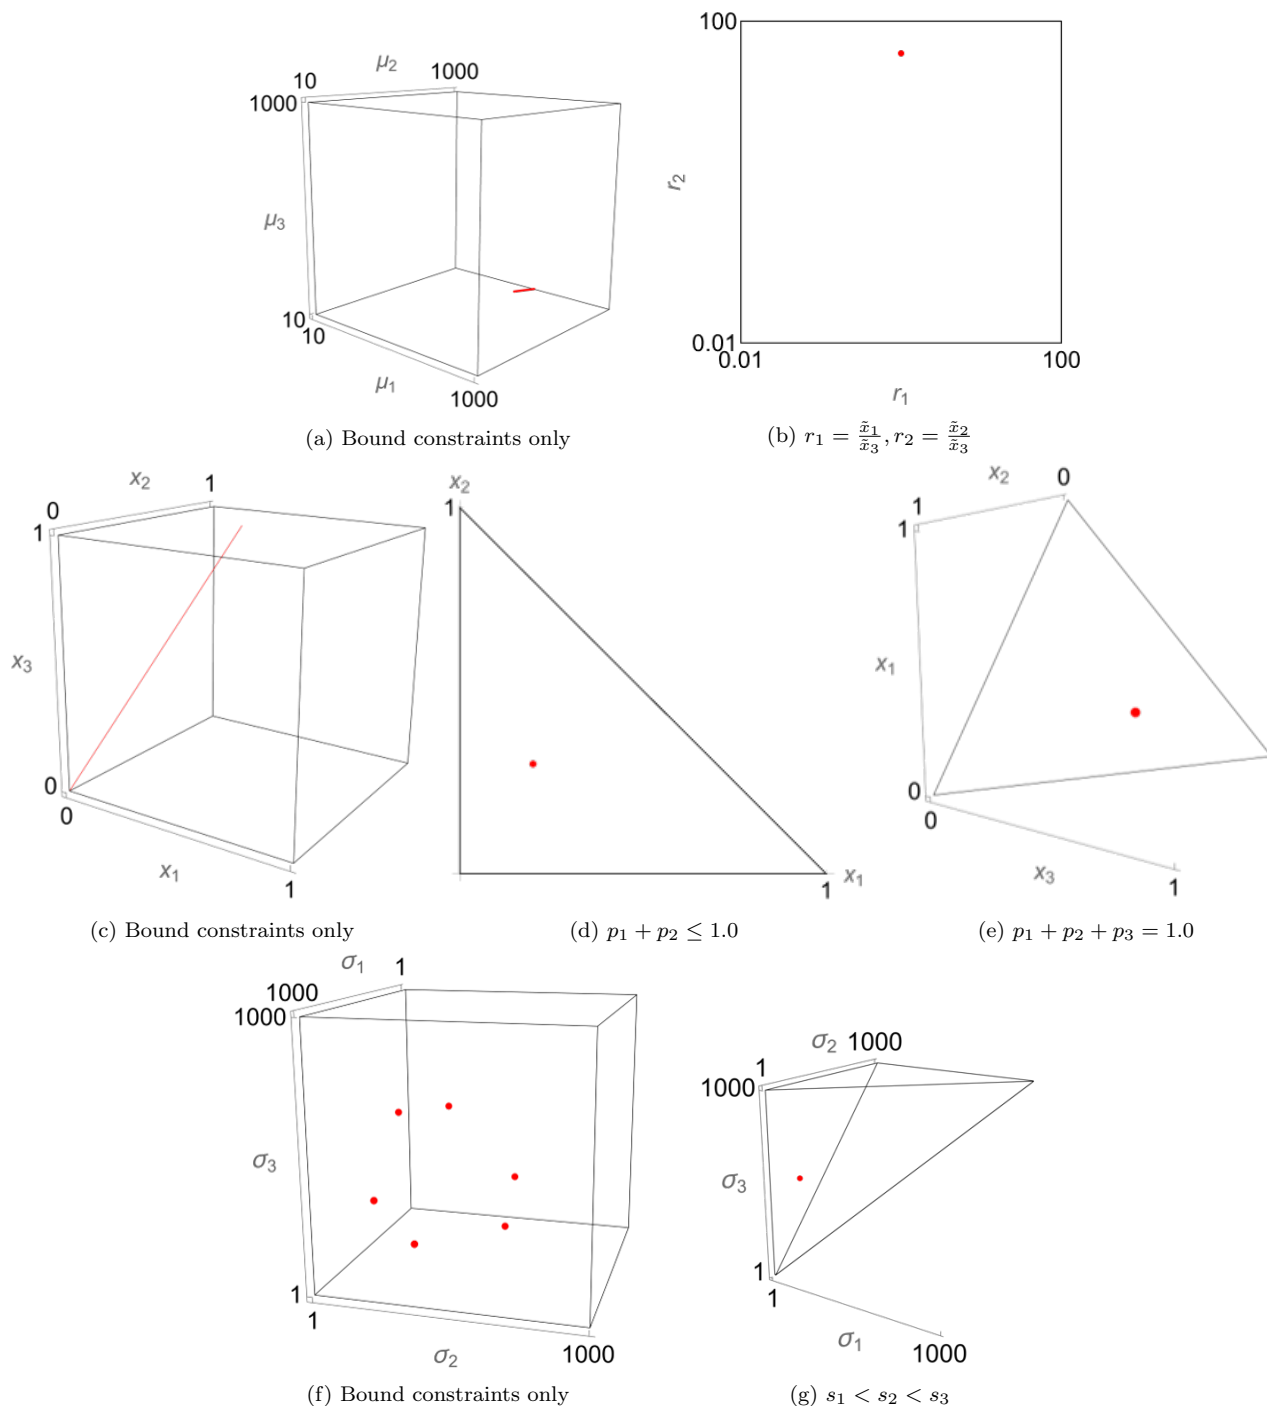 μ2
10
1000
1000
μ3
10
10
μ1
1000
(a) Bound constraints only
100
r2
0.01
0.01
100
r1
(b) r1 = x̃1/x̃3, r2 = x̃2/x̃3
x2
0
1
1
x3
0
0
x1
1
(c) Bound constraints only
x2
1
x1
1
(d) p1 + p2 ≤ 1.0
x2
0
1
1
x1
0
0
x3
1
(e) p1 + p2 + p3 = 1.0
σ1
1
1000
1000
σ3
1
1
σ2
1000
(f) Bound constraints only
σ2
1000
1
1000
σ3
1
1
σ1
1000
(g) s1 < s2 < s3